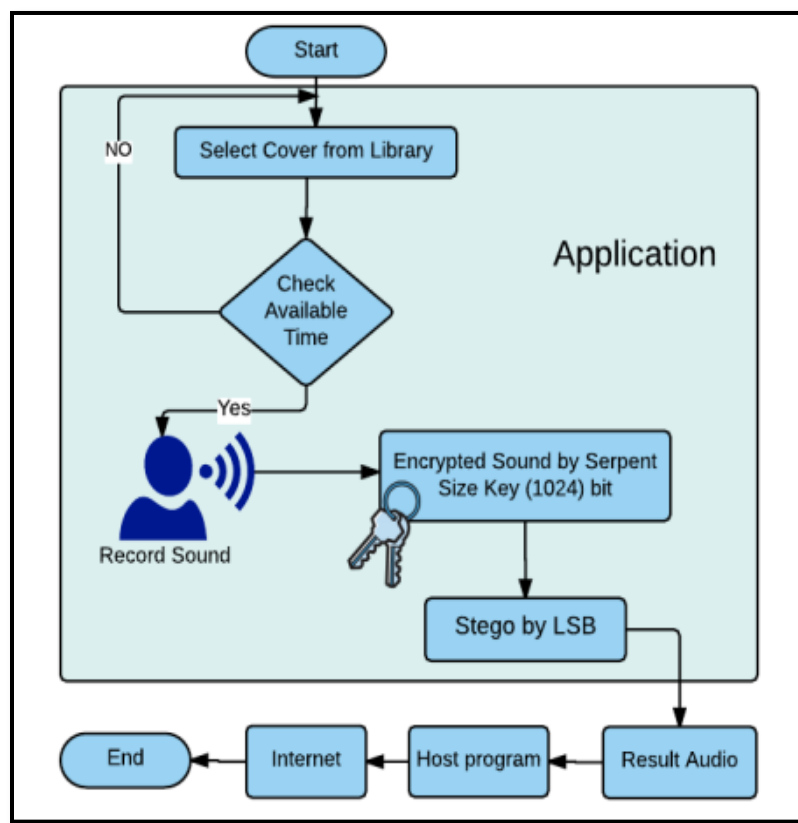 Start
NO
Select Cover from Library
Application
Check
Available
Time
Yes
Record Sound
Encrypted Sound by Serpent
Size Key (1024) bit
Stego by LSB
End
Internet
Host program
Result Audio